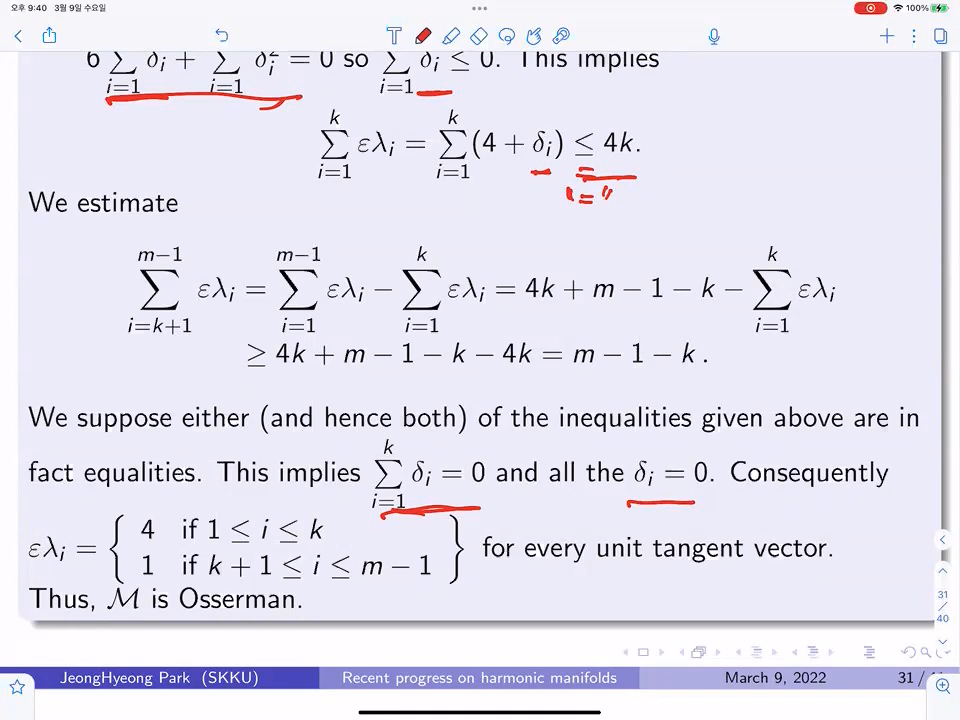 오후 9:40 3월 9일 수요일
100%
6 ∑_{i=1} δ_i + ∑_{i=1} δ_i^2 = 0 so ∑_{i=1} δ_i ≤ 0. This implies
∑_{i=1}^{k} ελ_i = ∑_{i=1}^{k} (4 + δ_i) ≤ 4k.
"="
We estimate
∑_{i=k+1}^{m−1} ελ_i = ∑_{i=1}^{m−1} ελ_i − ∑_{i=1}^{k} ελ_i = 4k + m − 1 − k − ∑_{i=1}^{k} ελ_i
≥ 4k + m − 1 − k − 4k = m − 1 − k .
We suppose either (and hence both) of the inequalities given above are in
fact equalities. This implies ∑_{i=1}^{k} δ_i = 0 and all the δ_i = 0. Consequently
ελ_i = { 4 if 1 ≤ i ≤ k
1 if k + 1 ≤ i ≤ m − 1 } for every unit tangent vector.
Thus, ℳ is Osserman.
31
/
40
JeongHyeong Park (SKKU) Recent progress on harmonic manifolds March 9, 2022 31 /